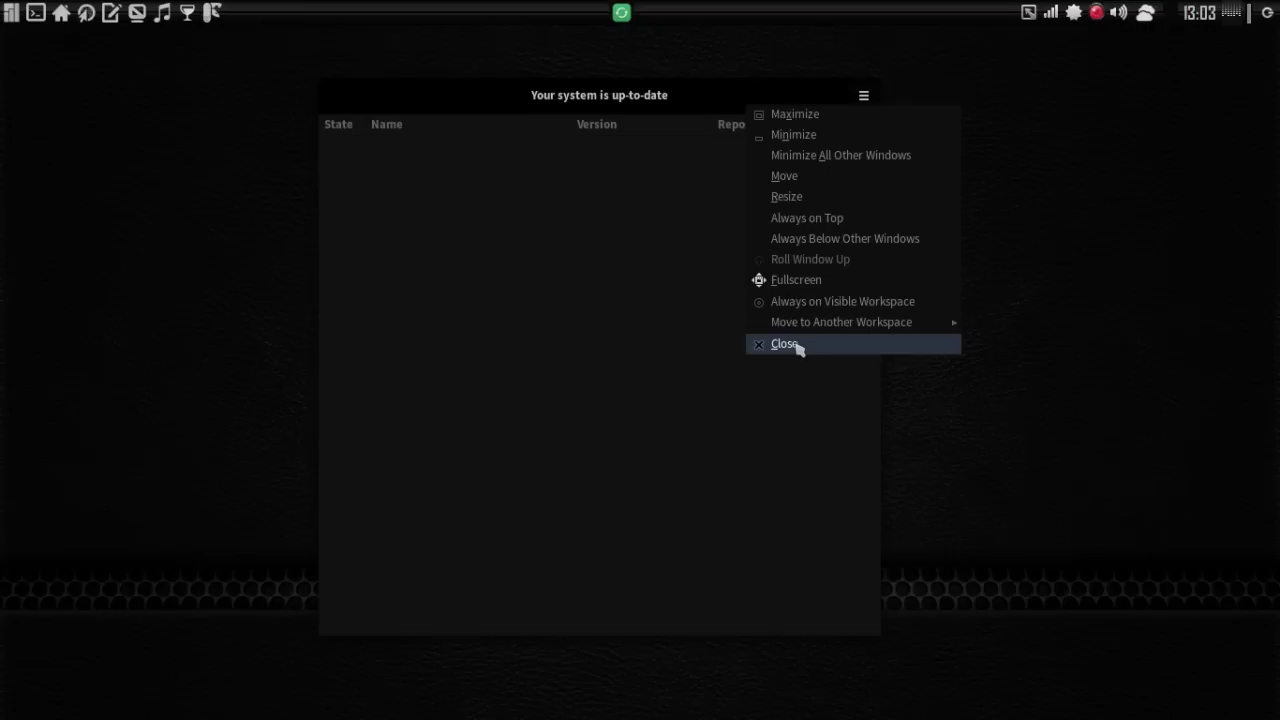 13:03
Your system is up-to-date
State Name Version Repo
Maximize
Minimize
Minimize All Other Windows
Move
Resize
Always on Top
Always Below Other Windows
Roll Window Up
Fullscreen
Always on Visible Workspace
Move to Another Workspace
Close